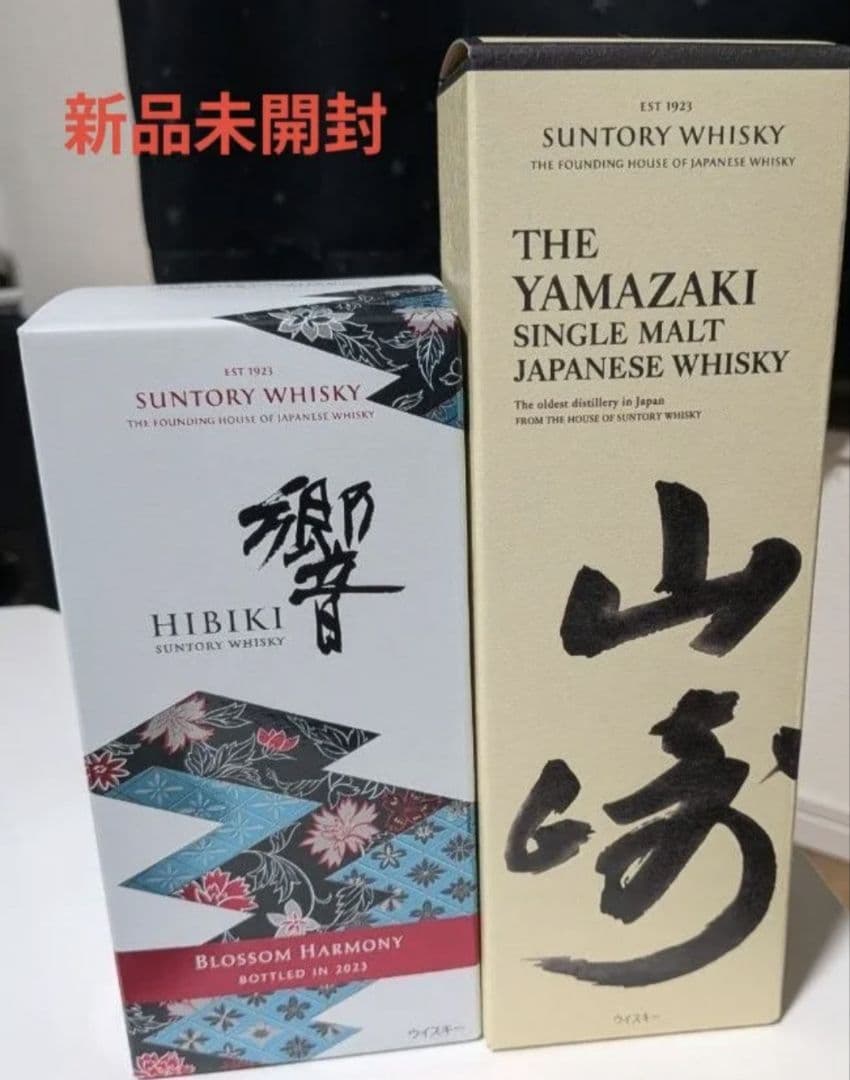 新品未開封
EST 1923
SUNTORY WHISKY
THE FOUNDING HOUSE OF JAPANESE WHISKY
響
HIBIKI
SUNTORY WHISKY
BLOSSOM HARMONY
BOTTLED IN 2023
ウイスキー
EST 1923
SUNTORY WHISKY
THE FOUNDING HOUSE OF JAPANESE WHISKY
THE
YAMAZAKI
SINGLE MALT
JAPANESE WHISKY
The oldest distillery in Japan
FROM THE HOUSE OF SUNTORY WHISKY
山
崎
ウイスキー